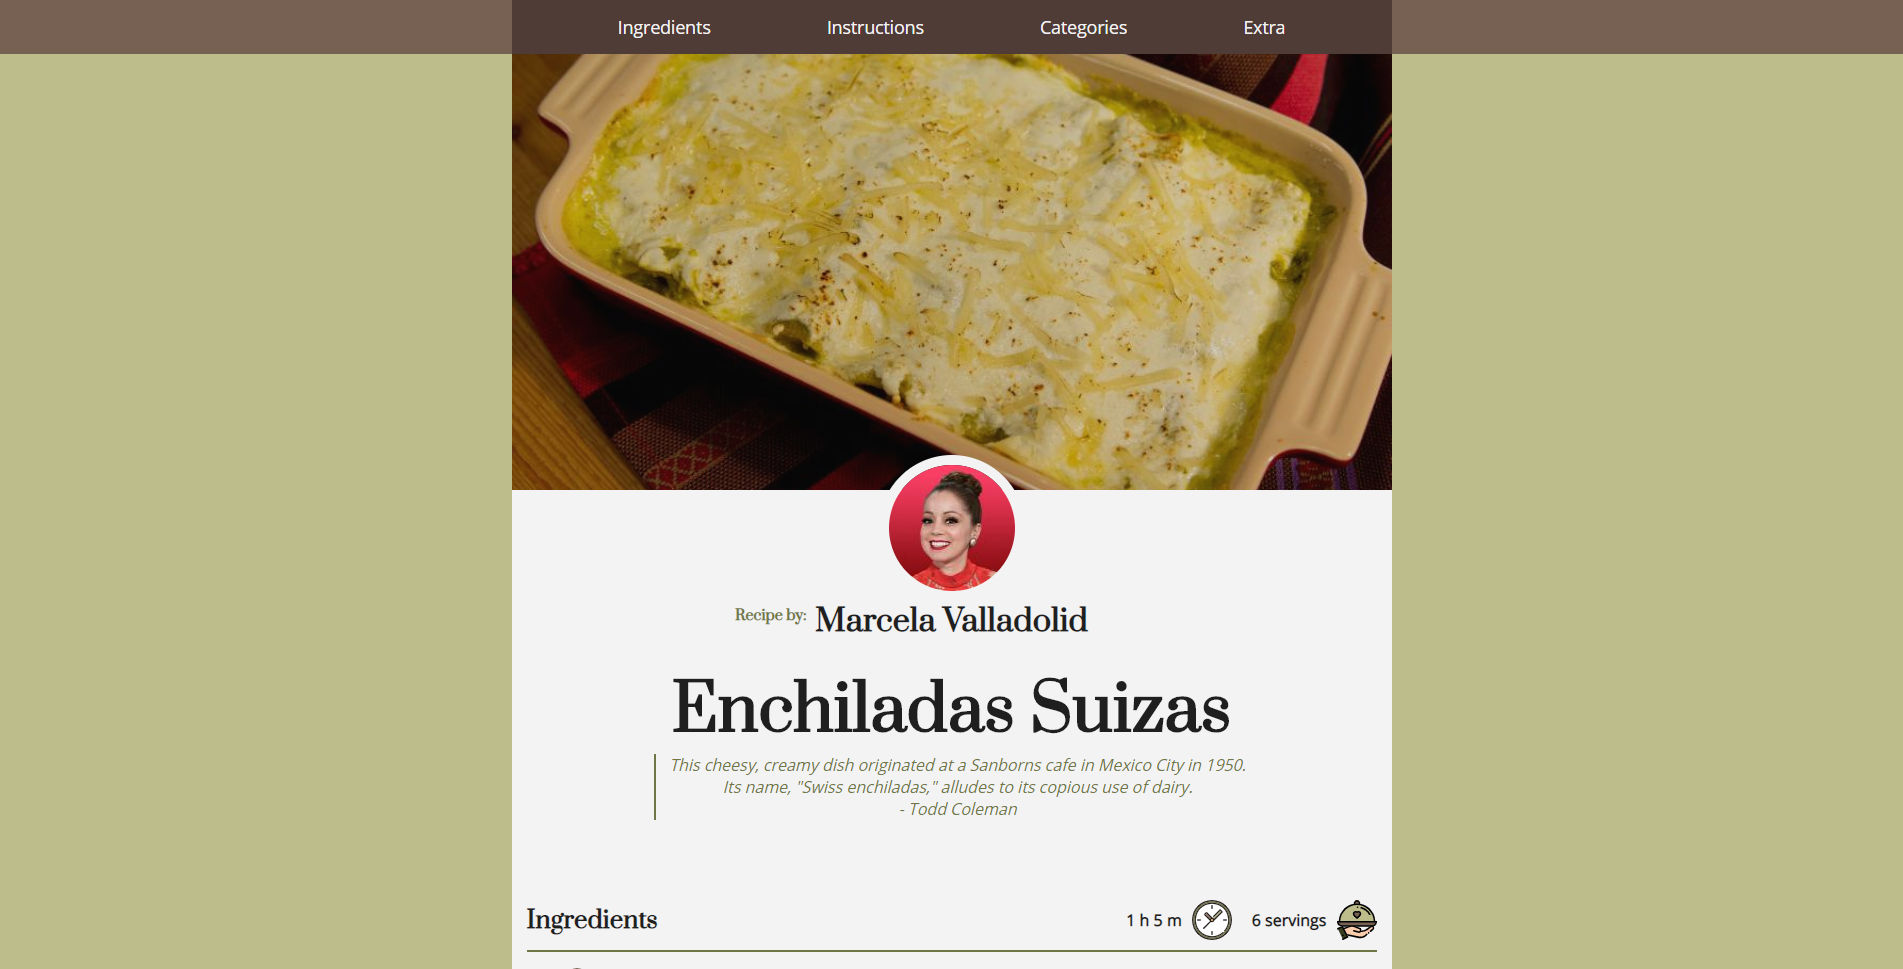 Ingredients Instructions Categories Extra
Recipe by: Marcela Valladolid
Enchiladas Suizas
This cheesy, creamy dish originated at a Sanborns cafe in Mexico City in 1950.
Its name, "Swiss enchiladas," alludes to its copious use of dairy.
- Todd Coleman
Ingredients 1 h 5 m 6 servings